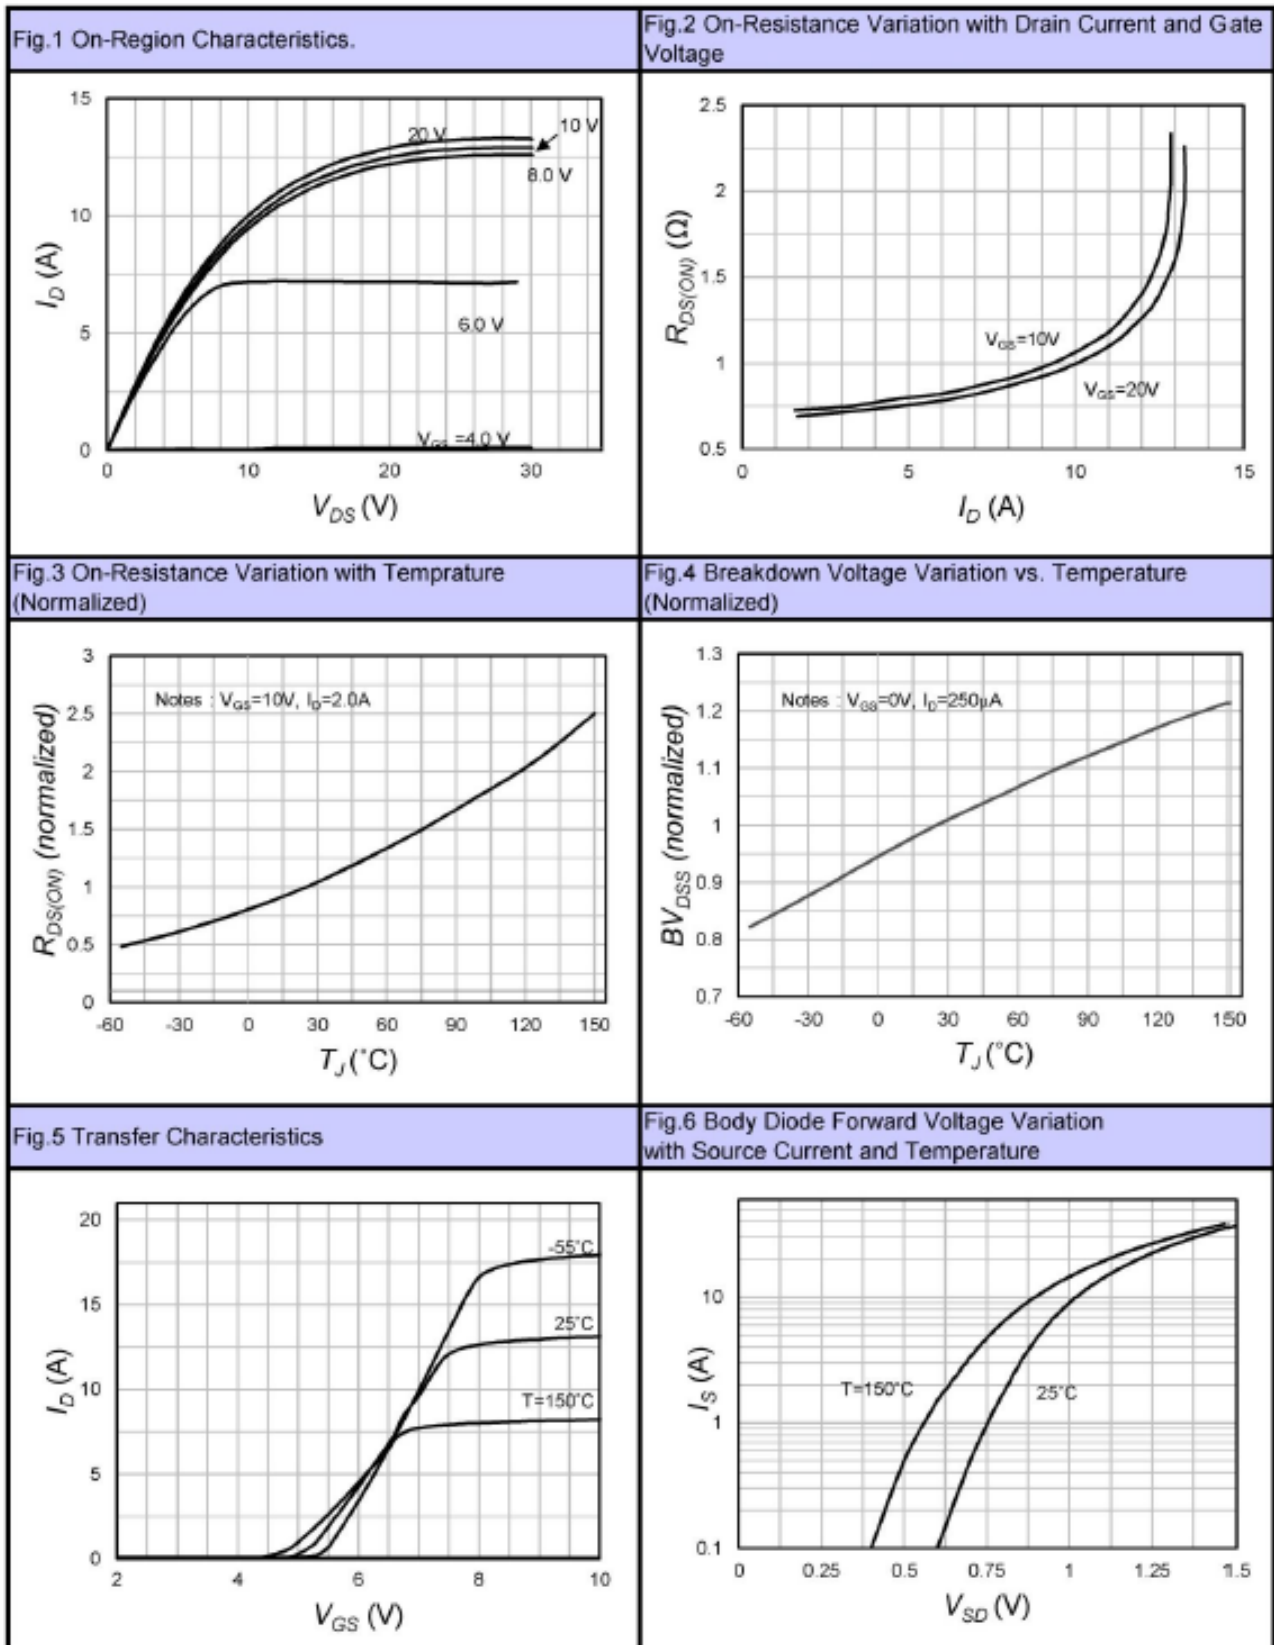 Fig.1 On-Region Characteristics.
Fig.2 On-Resistance Variation with Drain Current and Gate
Voltage
15
10
5
0
I_D (A)
20 V
10 V
8.0 V
6.0 V
V_GS =4.0 V
0 10 20 30
V_DS (V)
2.5
2
1.5
1
0.5
R_DS(ON) (Ω)
V_GS=10V
V_GS=20V
0 5 10 15
I_D (A)
Fig.3 On-Resistance Variation with Temprature
(Normalized)
Fig.4 Breakdown Voltage Variation vs. Temperature
(Normalized)
3
2.5
2
1.5
1
0.5
0
R_DS(ON) (normalized)
Notes : V_GS=10V, I_D=2.0A
-60 -30 0 30 60 90 120 150
T_J (°C)
1.3
1.2
1.1
1
0.9
0.8
0.7
BV_DSS (normalized)
Notes : V_GS=0V, I_D=250μA
-60 -30 0 30 60 90 120 150
T_J (°C)
Fig.5 Transfer Characteristics
Fig.6 Body Diode Forward Voltage Variation
with Source Current and Temperature
20
15
10
5
0
I_D (A)
-55°C
25°C
T=150°C
2 4 6 8 10
V_GS (V)
10
1
0.1
I_S (A)
T=150°C
25°C
0 0.25 0.5 0.75 1 1.25 1.5
V_SD (V)